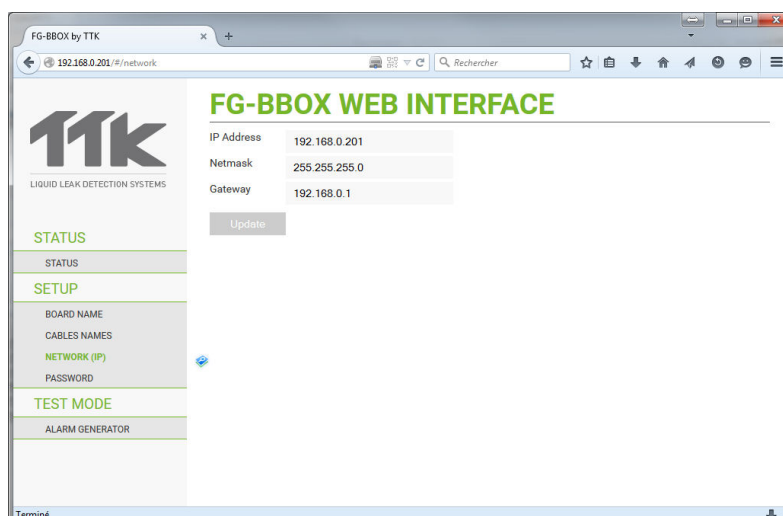 FG-BBOX by TTK
192.168.0.201/#/network
Rechercher
TTK
LIQUID LEAK DETECTION SYSTEMS
STATUS
STATUS
SETUP
BOARD NAME
CABLES NAMES
NETWORK (IP)
PASSWORD
TEST MODE
ALARM GENERATOR
FG-BBOX WEB INTERFACE
IP Address 192.168.0.201
Netmask 255.255.255.0
Gateway 192.168.0.1
Update
Terminé